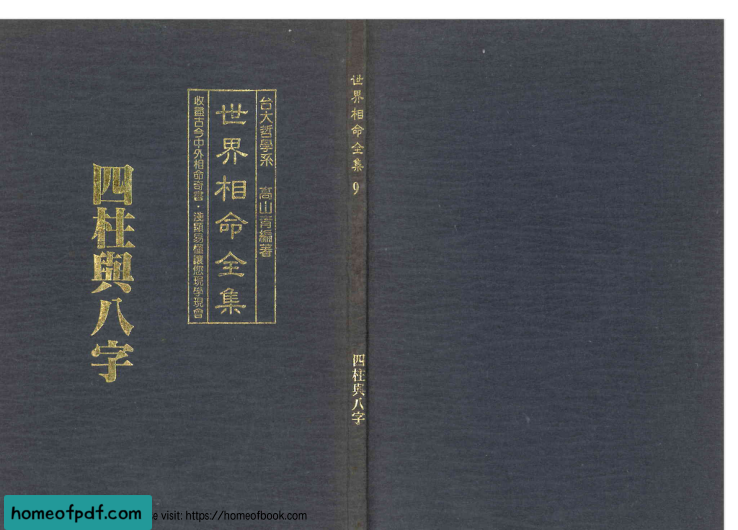 台大哲學系 高山青編著
世界相命全集
收盡古今中外相命奇書・淺顯易懂讓您現學現會
四柱與八字
世界相命全集 9
四柱與八字
homeofpdf.com
e visit: https://homeofbook.com